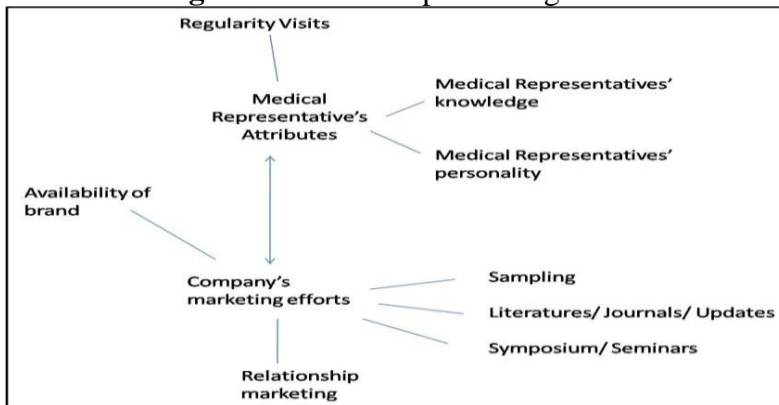 Regularity Visits
Medical
Representative's
Attributes
Medical Representatives'
knowledge
Medical Representatives'
personality
Availability of
brand
Company's
marketing efforts
Sampling
Literatures/ Journals/ Updates
Symposium/ Seminars
Relationship
marketing